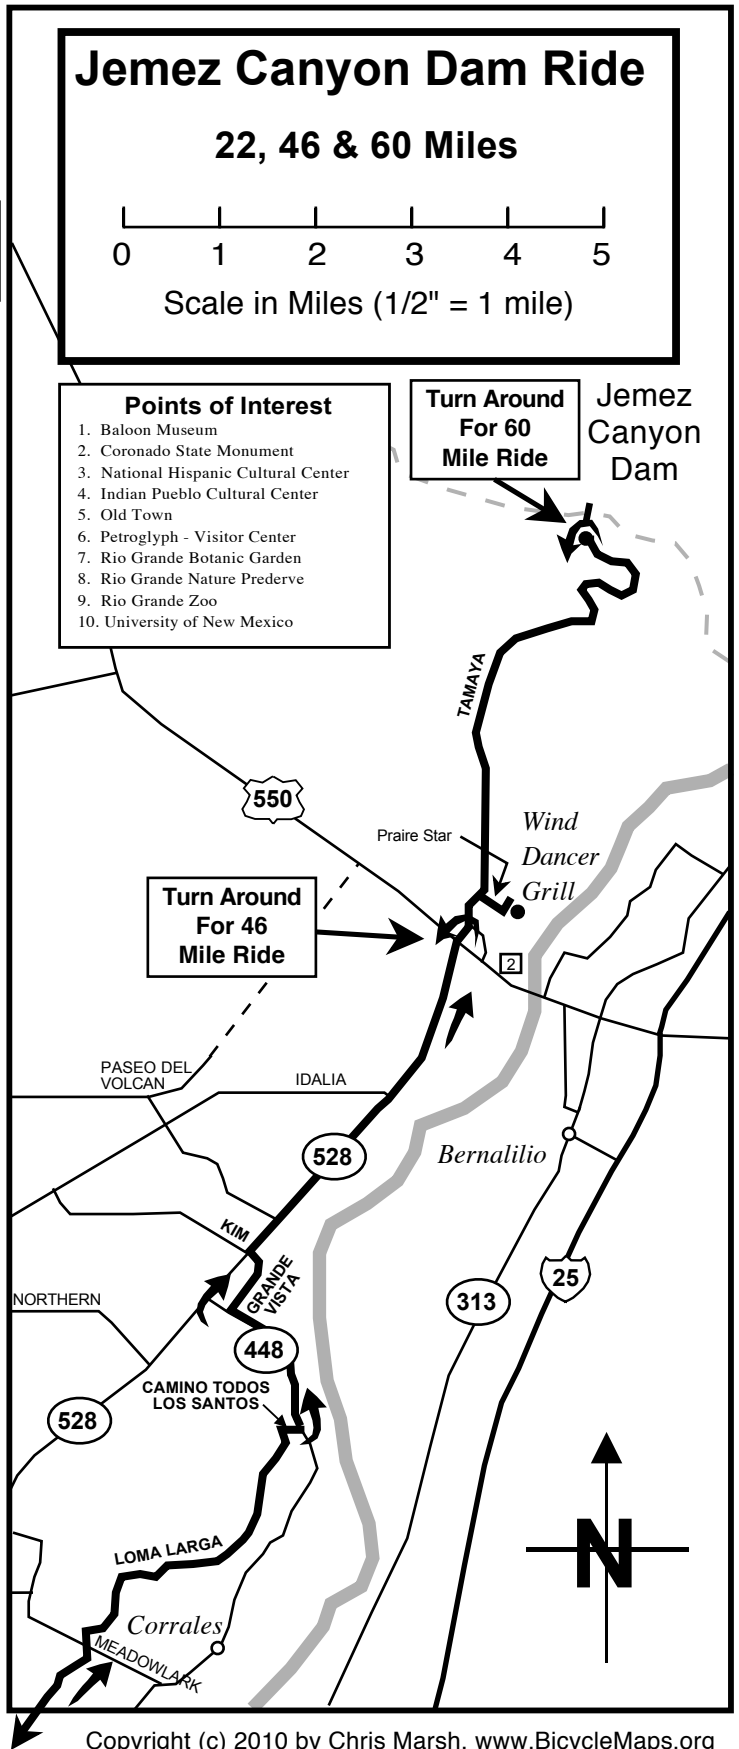 Jemez Canyon Dam Ride
22, 46 & 60 Miles
0 1 2 3 4 5
Scale in Miles (1/2" = 1 mile)
Points of Interest
1. Baloon Museum
2. Coronado State Monument
3. National Hispanic Cultural Center
4. Indian Pueblo Cultural Center
5. Old Town
6. Petroglyph - Visitor Center
7. Rio Grande Botanic Garden
8. Rio Grande Nature Prederve
9. Rio Grande Zoo
10. University of New Mexico
Turn Around
For 60
Mile Ride
Jemez
Canyon
Dam
TAMAYA
550
Praire Star
Wind
Dancer
Grill
Turn Around
For 46
Mile Ride
2
PASEO DEL
VOLCAN
IDALIA
528
Bernalilio
KIM
GRANDE
VISTA
25
313
NORTHERN
448
CAMINO TODOS
LOS SANTOS
528
N
LOMA LARGA
Corrales
MEADOWLARK
Copyright (c) 2010 by Chris Marsh, www.BicycleMaps.org